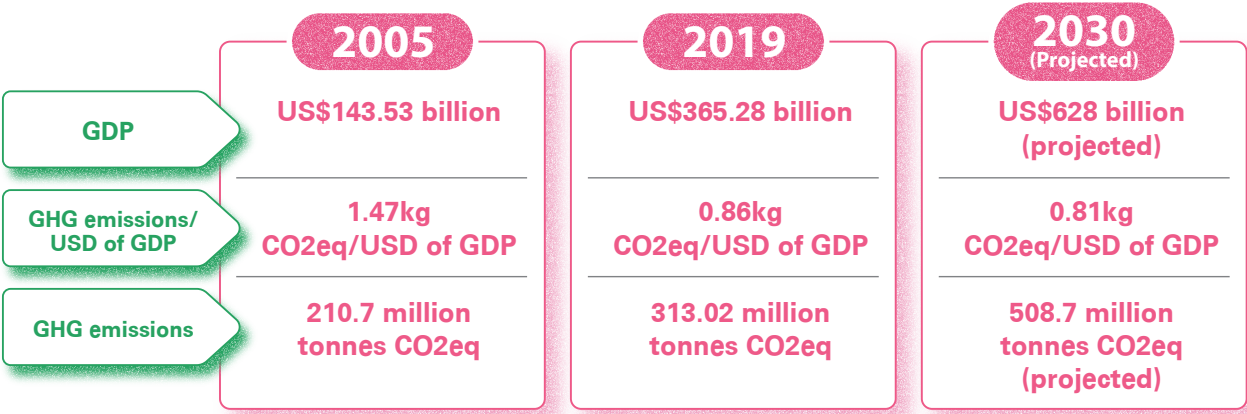 2005
2019
2030
(Projected)
GDP
US$143.53 billion
US$365.28 billion
US$628 billion
(projected)
GHG emissions/
USD of GDP
1.47kg
CO2eq/USD of GDP
0.86kg
CO2eq/USD of GDP
0.81kg
CO2eq/USD of GDP
GHG emissions
210.7 million
tonnes CO2eq
313.02 million
tonnes CO2eq
508.7 million
tonnes CO2eq
(projected)